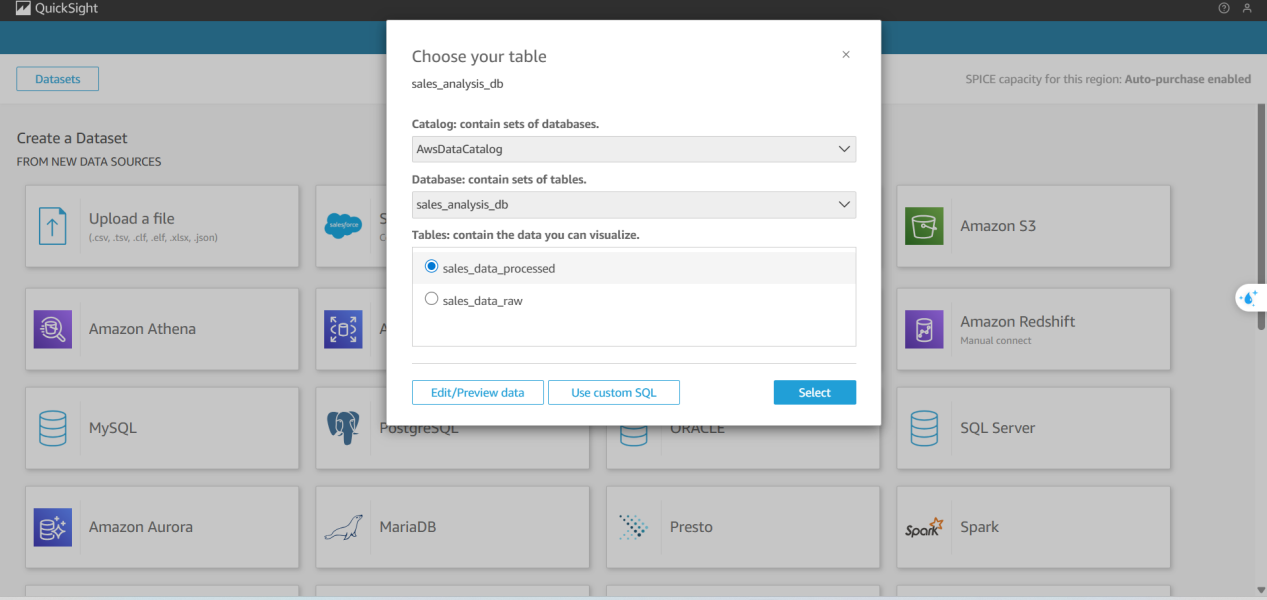 QuickSight
Datasets
SPICE capacity for this region: Auto-purchase enabled
Create a Dataset
FROM NEW DATA SOURCES
Choose your table
sales_analysis_db
Catalog: contain sets of databases.
AwsDataCatalog
Database: contain sets of tables.
sales_analysis_db
Tables: contain the data you can visualize.
sales_data_processed
sales_data_raw
Edit/Preview data
Use custom SQL
Select
Upload a file
(.csv, .tsv, .clf, .elf, .xlsx, .json)
salesforce
Amazon S3
Amazon Athena
Amazon Redshift
Manual connect
MySQL
PostgreSQL
ORACLE
SQL Server
Amazon Aurora
MariaDB
Presto
Spark
Spark